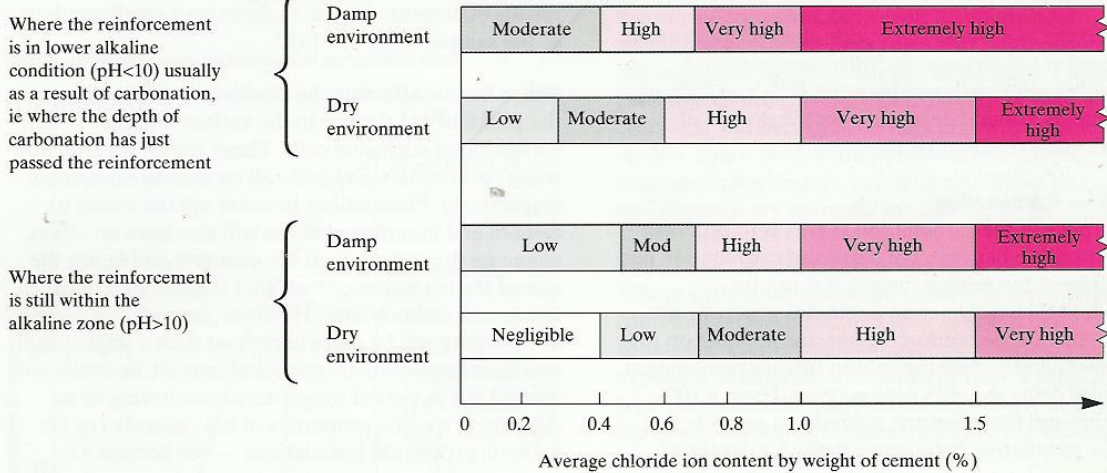 Where the reinforcement
is in lower alkaline
condition (pH<10) usually
as a result of carbonation,
ie where the depth of
carbonation has just
passed the reinforcement
Damp
environment
Moderate High Very high Extremely high
Dry
environment
Low Moderate High Very high Extremely
high
Where the reinforcement
is still within the
alkaline zone (pH>10)
Damp
environment
Low Mod High Very high Extremely
high
Dry
environment
Negligible Low Moderate High Very high
0 0.2 0.4 0.6 1.0 1.5
Average chloride ion content by weight of cement (%)